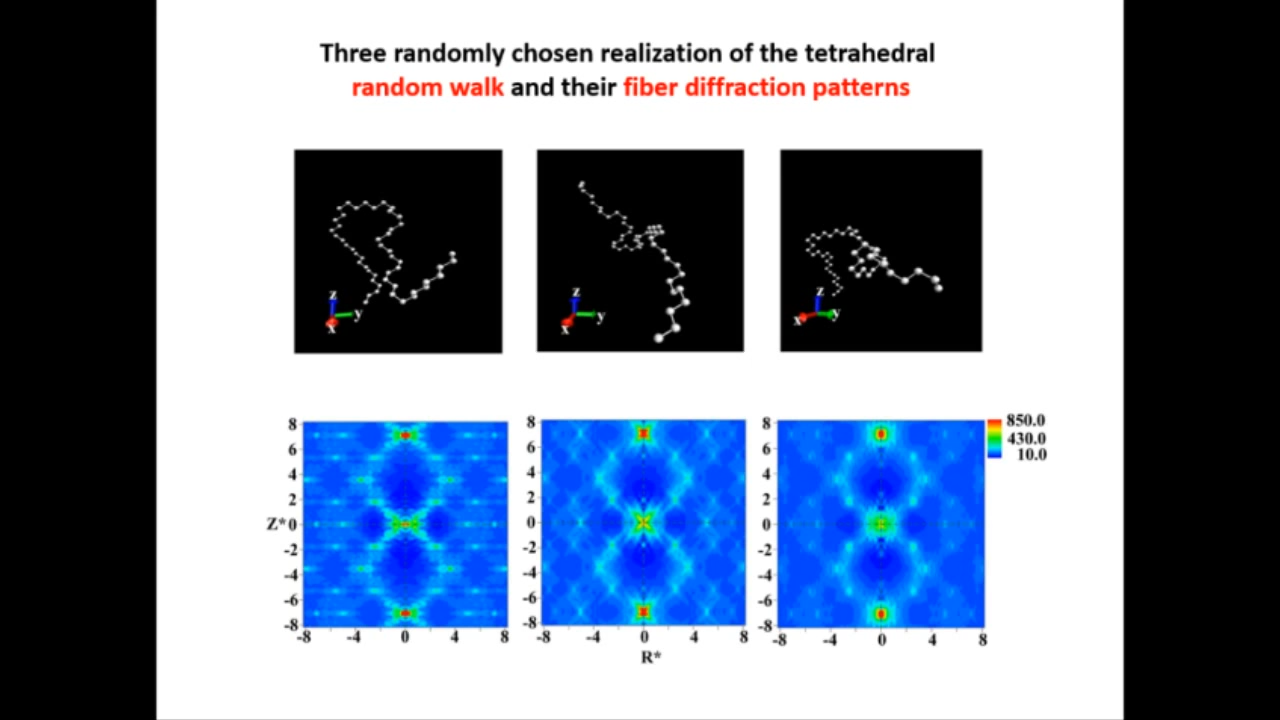 Three randomly chosen realization of the tetrahedral
random walk and their fiber diffraction patterns
z
y
x
z
y
x
z
x
y
8
6
4
2
Z* 0
-2
-4
-6
-8
-8 -4 0 4 8
8
6
4
2
0
-2
-4
-6
-8
-8 -4 0 4 8
R*
8
6
4
2
0
-2
-4
-6
-8
-8 -4 0 4 8
850.0
430.0
10.0